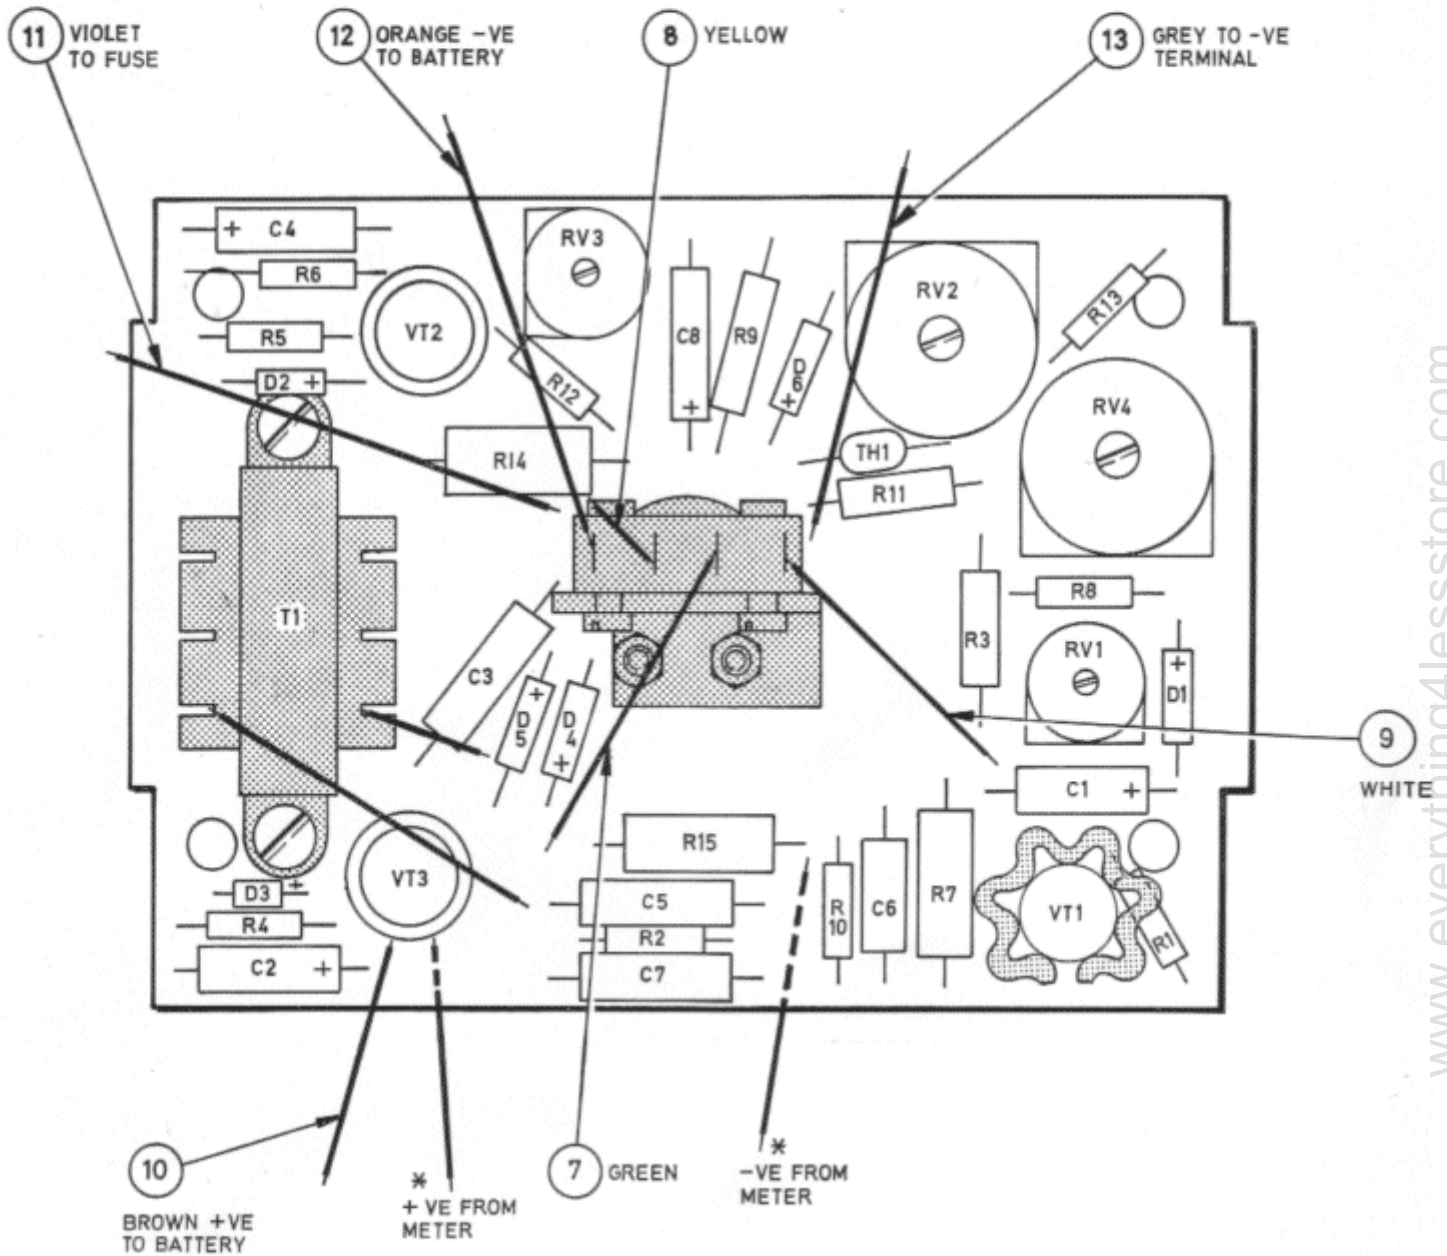 11 VIOLET
TO FUSE
12 ORANGE -VE
TO BATTERY
8 YELLOW
13 GREY TO -VE
TERMINAL
+ C4
R6
R5
D2 +
VT2
RV3
R12
R14
C8
+
R9
D
6
+
RV2
TH1
R11
R13
RV4
T1
C3
+
D
5
D
4
+
R3
R8
RV1
+
D1
C1 +
9
WHITE
D3
+
R4
C2 +
VT3
R15
C5
R2
C7
R
10
C6
R7
VT1
R1
10
BROWN +VE
TO BATTERY
*
+VE FROM
METER
7 GREEN
*
-VE FROM
METER
www.everything4lessstore.com